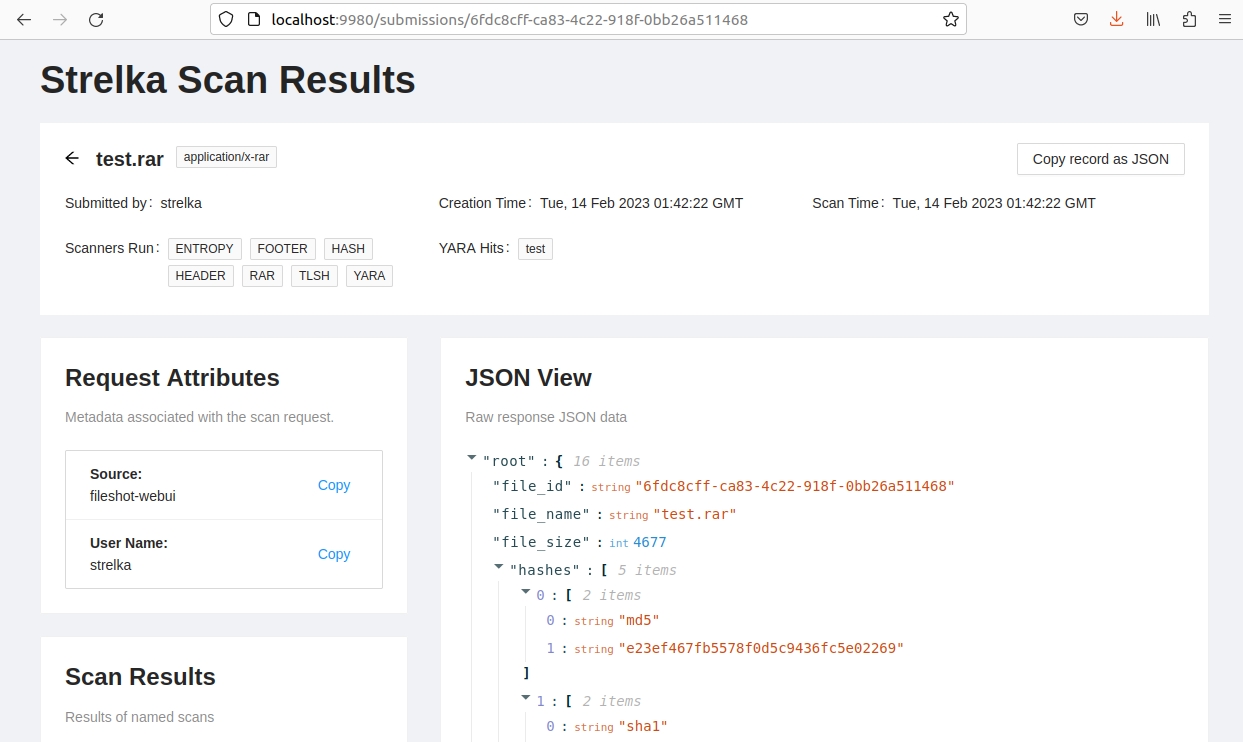 localhost:9980/submissions/6fdc8cff-ca83-4c22-918f-0bb26a511468
Strelka Scan Results
test.rar application/x-rar Copy record as JSON
Submitted by: strelka Creation Time: Tue, 14 Feb 2023 01:42:22 GMT Scan Time: Tue, 14 Feb 2023 01:42:22 GMT
Scanners Run: ENTROPY FOOTER HASH YARA Hits: test
HEADER RAR TLSH YARA
Request Attributes
Metadata associated with the scan request.
Source:
fileshot-webui
Copy
User Name:
strelka
Copy
Scan Results
Results of named scans
JSON View
Raw response JSON data
"root" : { 16 items
"file_id" : string "6fdc8cff-ca83-4c22-918f-0bb26a511468"
"file_name" : string "test.rar"
"file_size" : int 4677
"hashes" : [ 5 items
0 : [ 2 items
0 : string "md5"
1 : string "e23ef467fb5578f0d5c9436fc5e02269"
]
1 : [ 2 items
0 : string "sha1"